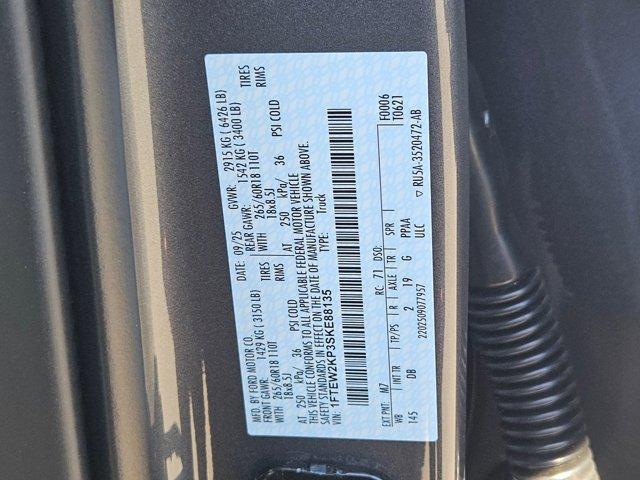 MFD. BY FORD MOTOR CO.
DATE: 09/25 GVWR: 2915 KG ( 6426 LB)
FRONT GAWR: 1429 KG ( 3150 LB) REAR GAWR: 1542 KG ( 3400 LB)
WITH 265/60R18 110T TIRES WITH 265/60R18 110T TIRES
18x8.5J RIMS 18x8.5J RIMS
AT 250 kPa/ 36 PSI COLD AT 250 kPa/ 36 PSI COLD
THIS VEHICLE CONFORMS TO ALL APPLICABLE FEDERAL MOTOR VEHICLE
SAFETY STANDARDS IN EFFECT ON THE DATE OF MANUFACTURE SHOWN ABOVE.
VIN: 1FTEW2KP3SKE88135 TYPE: Truck
F0006
T0621
EXT PNT: M7 RC: 71 DSO:
WB INT TR TP/PS R AXLE TR SPR
145 DB 2 19 G PPAA
ULC
2202509077957 ▽ RU5A-3520472-AB